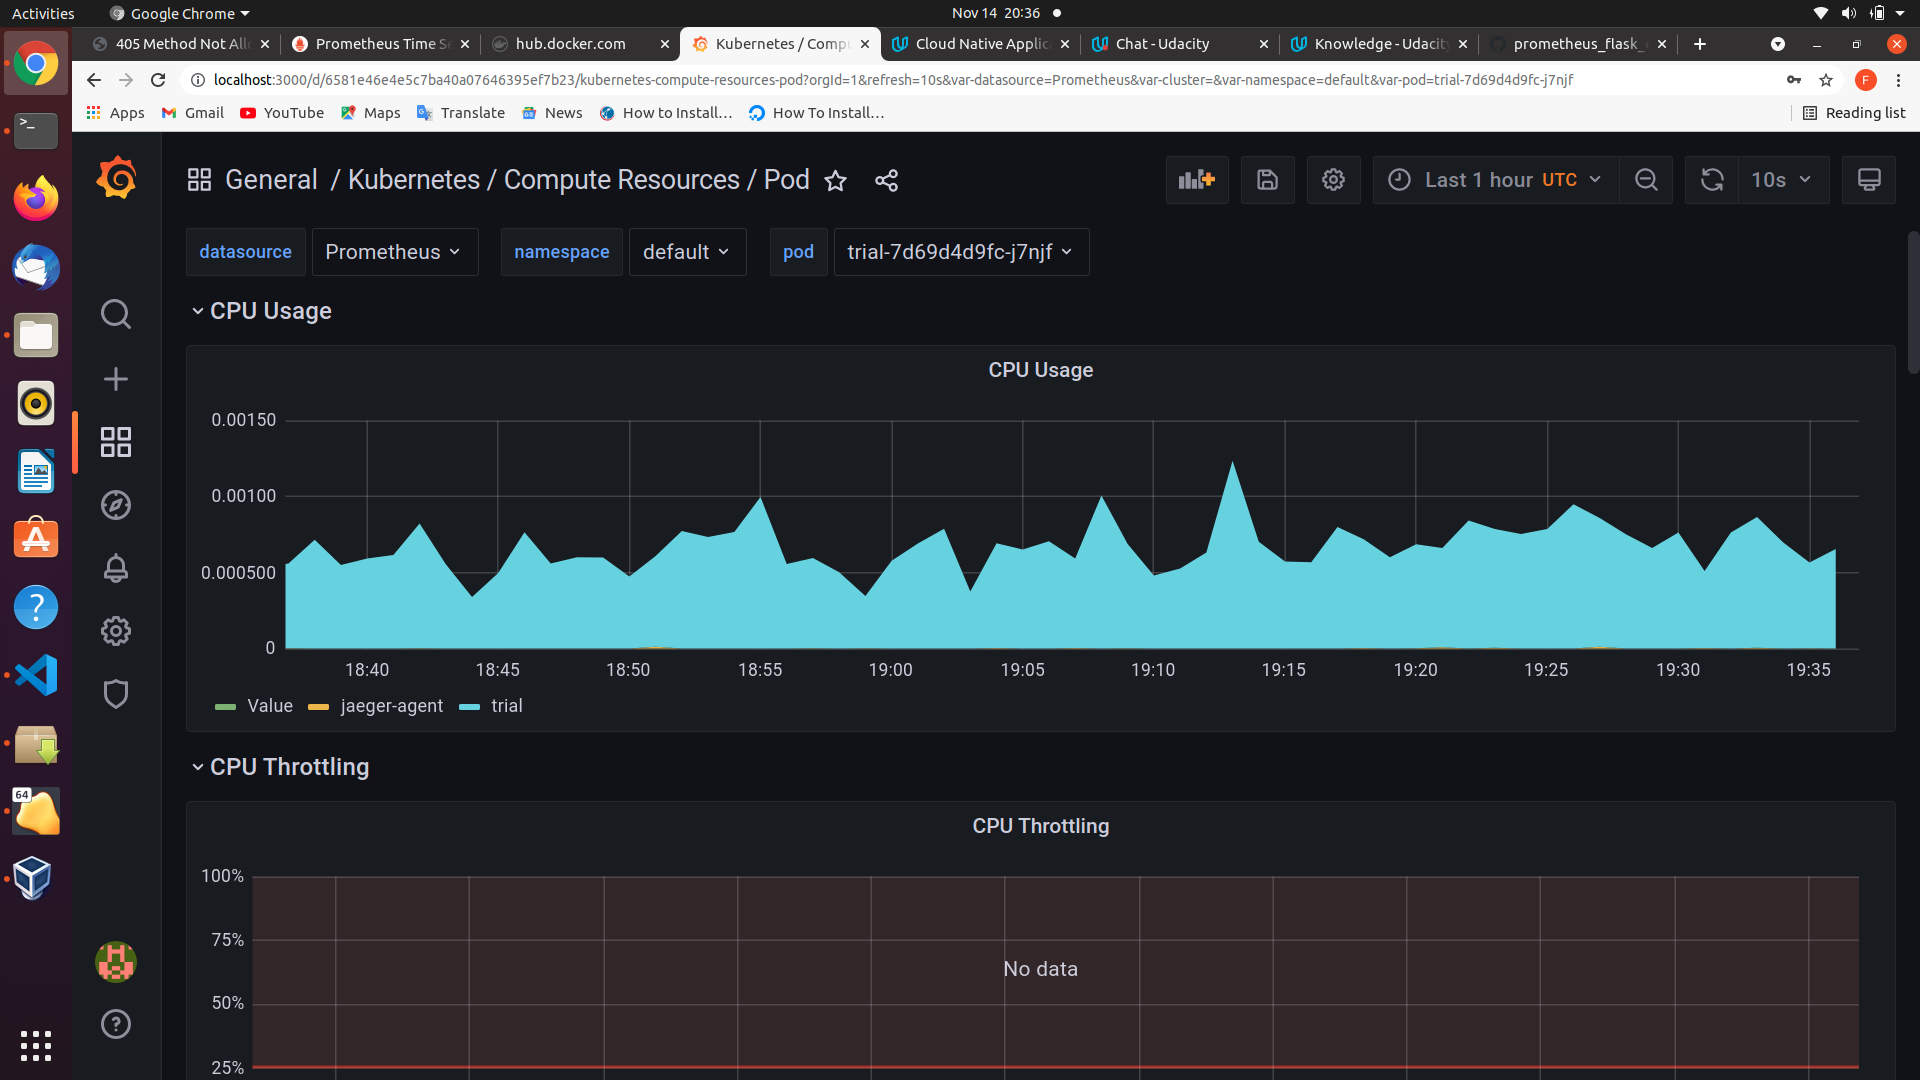 Activities
Google Chrome
Nov 14 20:36
405 Method Not All
Prometheus Time Se
hub.docker.com
Kubernetes / Compu
Cloud Native Applic
Chat - Udacity
Knowledge - Udacity
prometheus_flask_
localhost:3000/d/6581e46e4e5c7ba40a07646395ef7b23/kubernetes-compute-resources-pod?orgId=1&refresh=10s&var-datasource=Prometheus&var-cluster=&var-namespace=default&var-pod=trial-7d69d4d9fc-j7njf
F
Apps
Gmail
YouTube
Maps
Translate
News
How to Install…
How To Install…
Reading list
General / Kubernetes / Compute Resources / Pod
Last 1 hour UTC
10s
datasource
Prometheus
namespace
default
pod
trial-7d69d4d9fc-j7njf
CPU Usage
CPU Usage
0.00150
0.00100
0.000500
0
18:40
18:45
18:50
18:55
19:00
19:05
19:10
19:15
19:20
19:25
19:30
19:35
Value
jaeger-agent
trial
CPU Throttling
CPU Throttling
100%
75%
No data
50%
25%
64